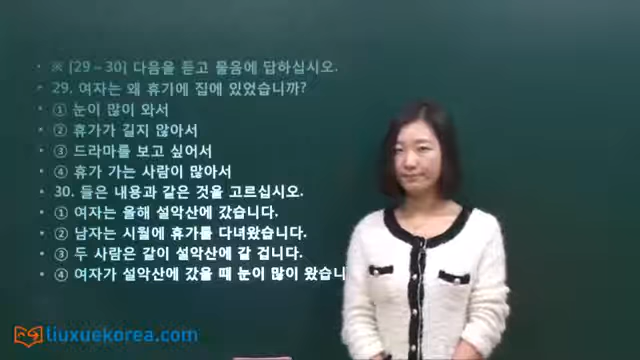 ※ [29-30] 다음을 듣고 물음에 답하십시오.
29. 여자는 왜 휴가에 집에 있었습니까?
① 눈이 많이 와서
② 휴가가 길지 않아서
③ 드라마를 보고 싶어서
④ 휴가 가는 사람이 많아서
30. 들은 내용과 같은 것을 고르십시오.
① 여자는 올해 설악산에 갔습니다.
② 남자는 시월에 휴가를 다녀왔습니다.
③ 두 사람은 같이 설악산에 갈 겁니다.
④ 여자가 설악산에 갔을 때 눈이 많이 왔습니
liuxuekorea.com